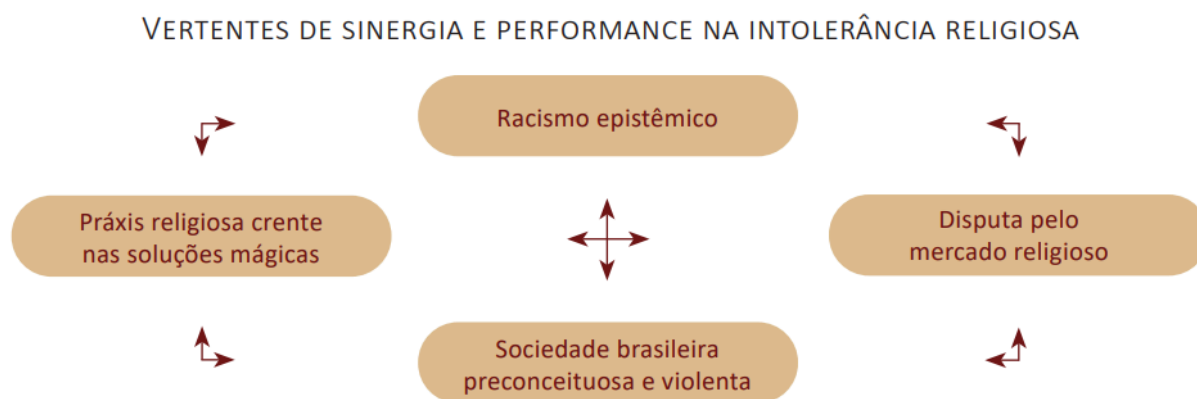 VERTENTES DE SINERGIA E PERFORMANCE NA INTOLERÂNCIA RELIGIOSA
Racismo epistêmico
Práxis religiosa crente
nas soluções mágicas
Disputa pelo
mercado religioso
Sociedade brasileira
preconceituosa e violenta